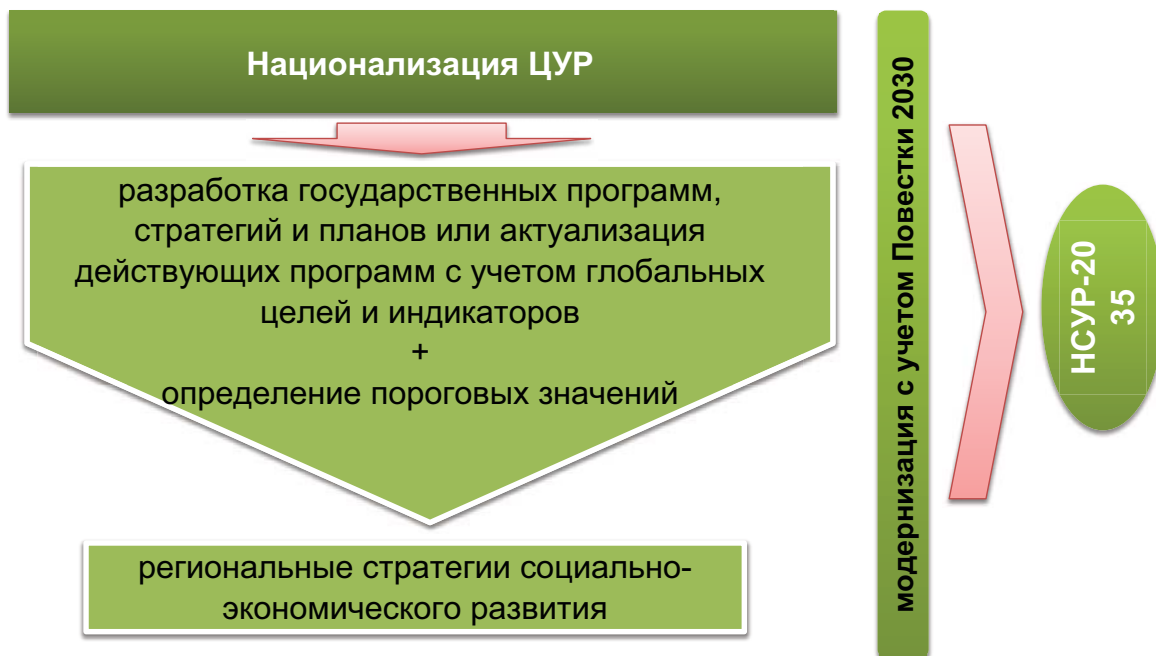 Национализация ЦУР
разработка государственных программ,
стратегий и планов или актуализация
действующих программ с учетом глобальных
целей и индикаторов
+
определение пороговых значений
региональные стратегии социально-
экономического развития
модернизация с учетом Повестки 2030
НСУР-20
35